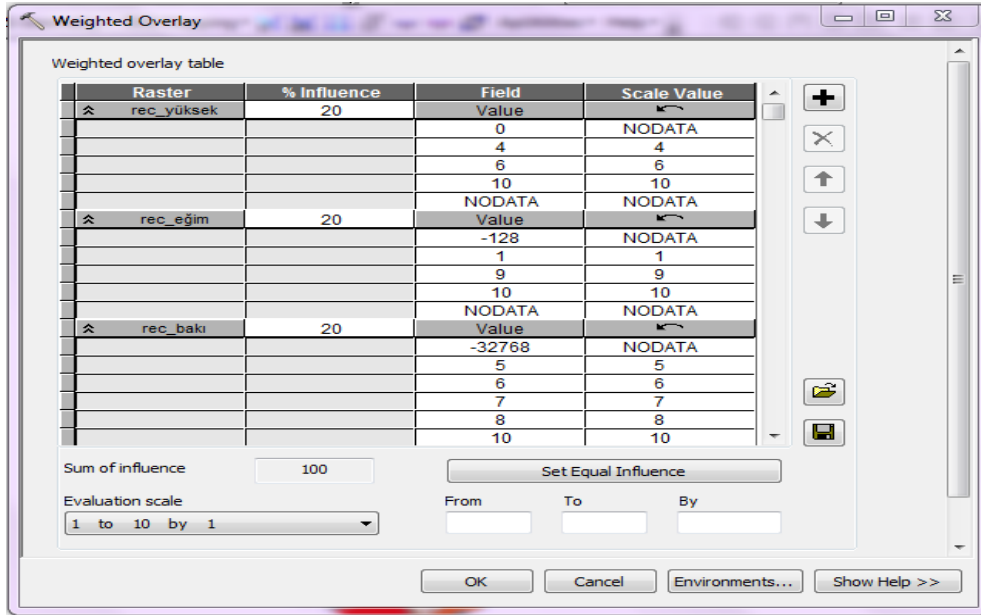 Weighted Overlay
Weighted overlay table
Raster % Influence Field Scale Value
rec_yüksek 20 Value
0 NODATA
4 4
6 6
10 10
NODATA NODATA
rec_eğim 20 Value
-128 NODATA
1 1
9 9
10 10
NODATA NODATA
rec_bakı 20 Value
-32768 NODATA
5 5
6 6
7 7
8 8
10 10
Sum of influence 100 Set Equal Influence
Evaluation scale From To By
1 to 10 by 1
OK Cancel Environments... Show Help >>